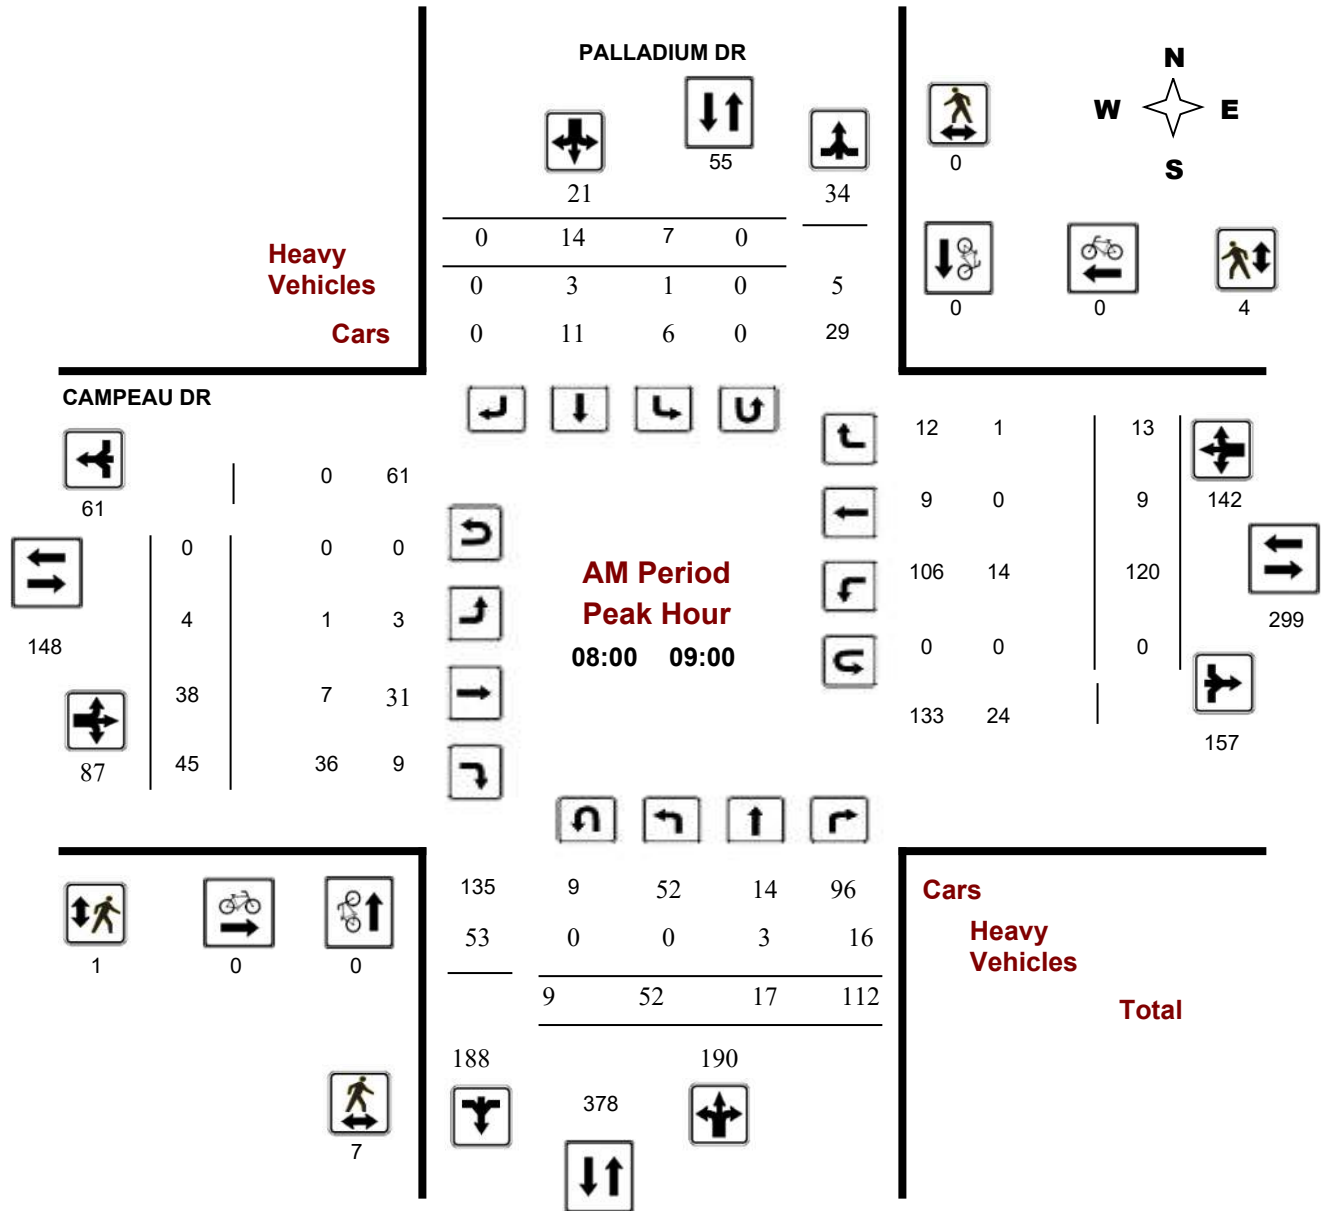 PALLADIUM DR
N
W E
S
55
0
21
34
0 14 7 0
Heavy
Vehicles
0 3 1 0 5
0 0 4
Cars
0 11 6 0 29
CAMPEAU DR
12 1 13
0 61
61
9 0 9
142
0 0 0
AM Period
106 14 120
Peak Hour
4 1 3
299
148
08:00 09:00
0 0 0
38 7 31
133 24
157
87
45 36 9
135 9 52 14 96
Cars
53 0 0 3 16
Heavy
Vehicles
1 0 0
9 52 17 112
Total
188 190
378
7